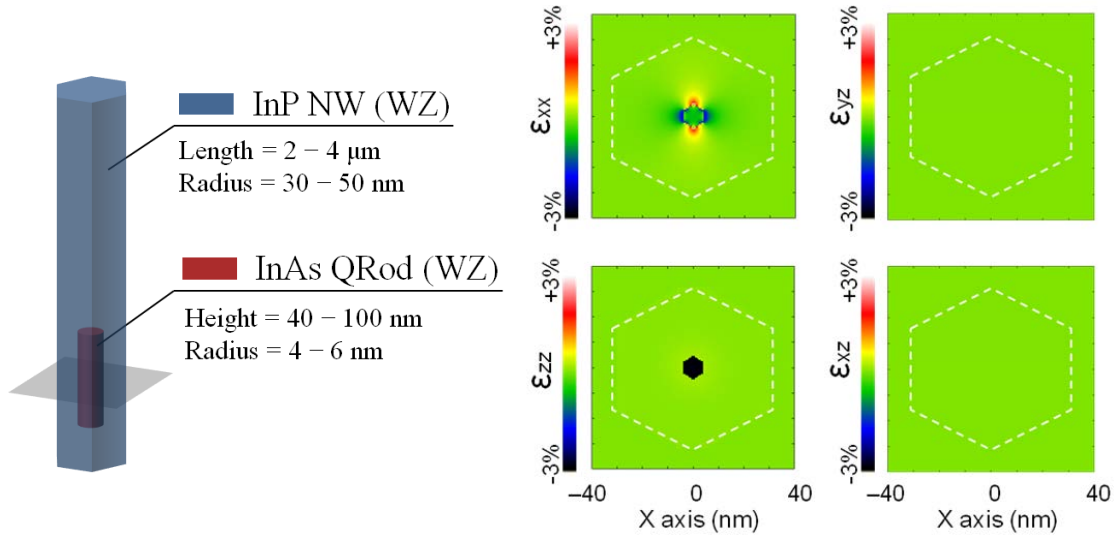 InP NW (WZ)
Length = 2 – 4 μm
Radius = 30 – 50 nm
InAs QRod (WZ)
Height = 40 – 100 nm
Radius = 4 – 6 nm
+3%
εxx
-3%
+3%
εyz
-3%
+3%
εzz
-3%
–40 0 40
X axis (nm)
+3%
εxz
-3%
–40 0 40
X axis (nm)